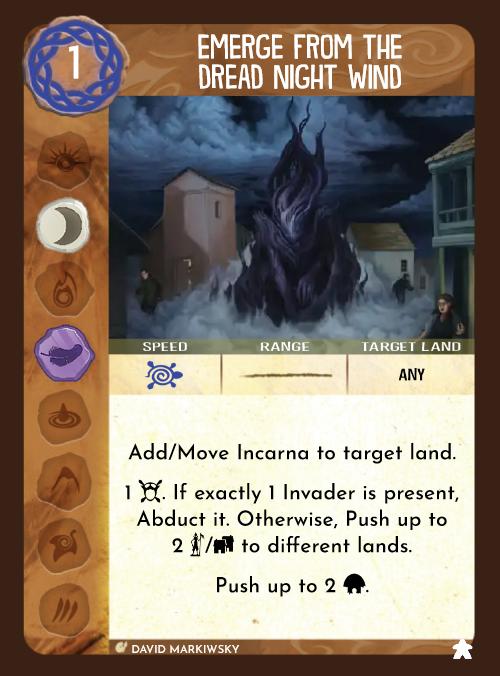 1
EMERGE FROM THE
DREAD NIGHT WIND
SPEED RANGE TARGET LAND
ANY
Add/Move Incarna to target land.
1 . If exactly 1 Invader is present,
Abduct it. Otherwise, Push up to
2 / to different lands.
Push up to 2 .
DAVID MARKIWSKY